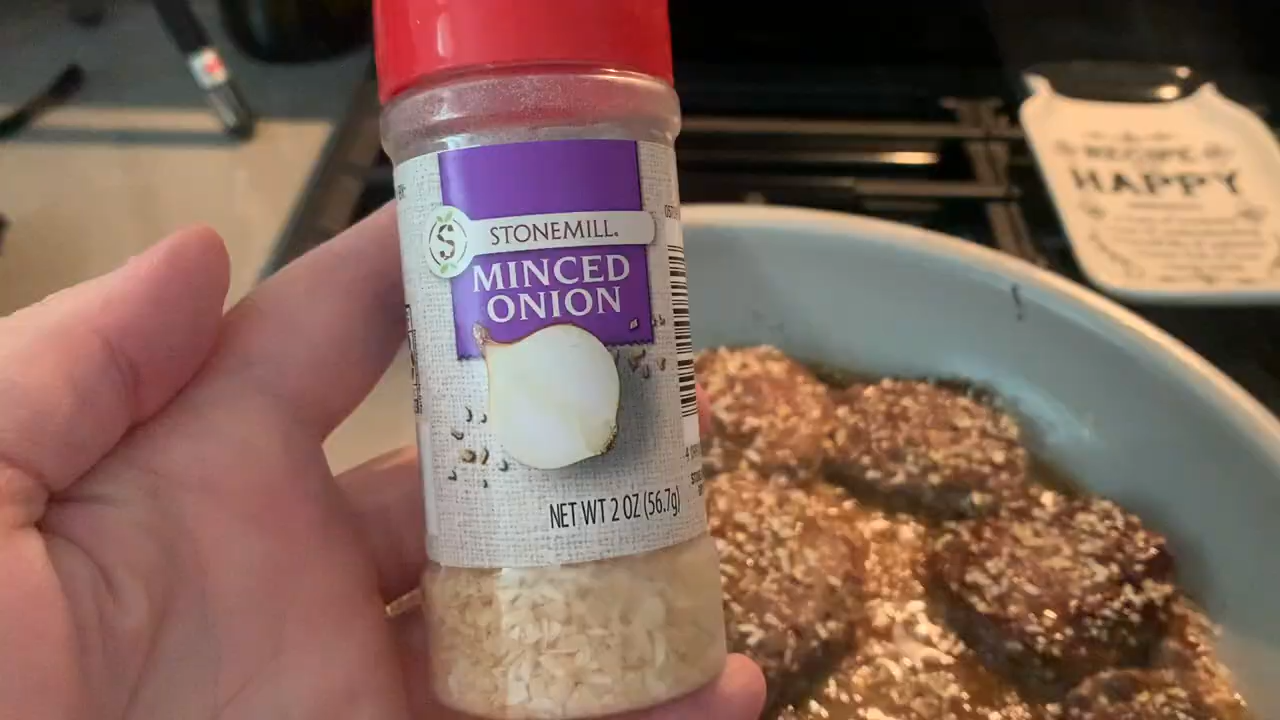 STONEMILL®
MINCED
ONION
NET WT 2 OZ (56.7g)
RECIPE
HAPPY